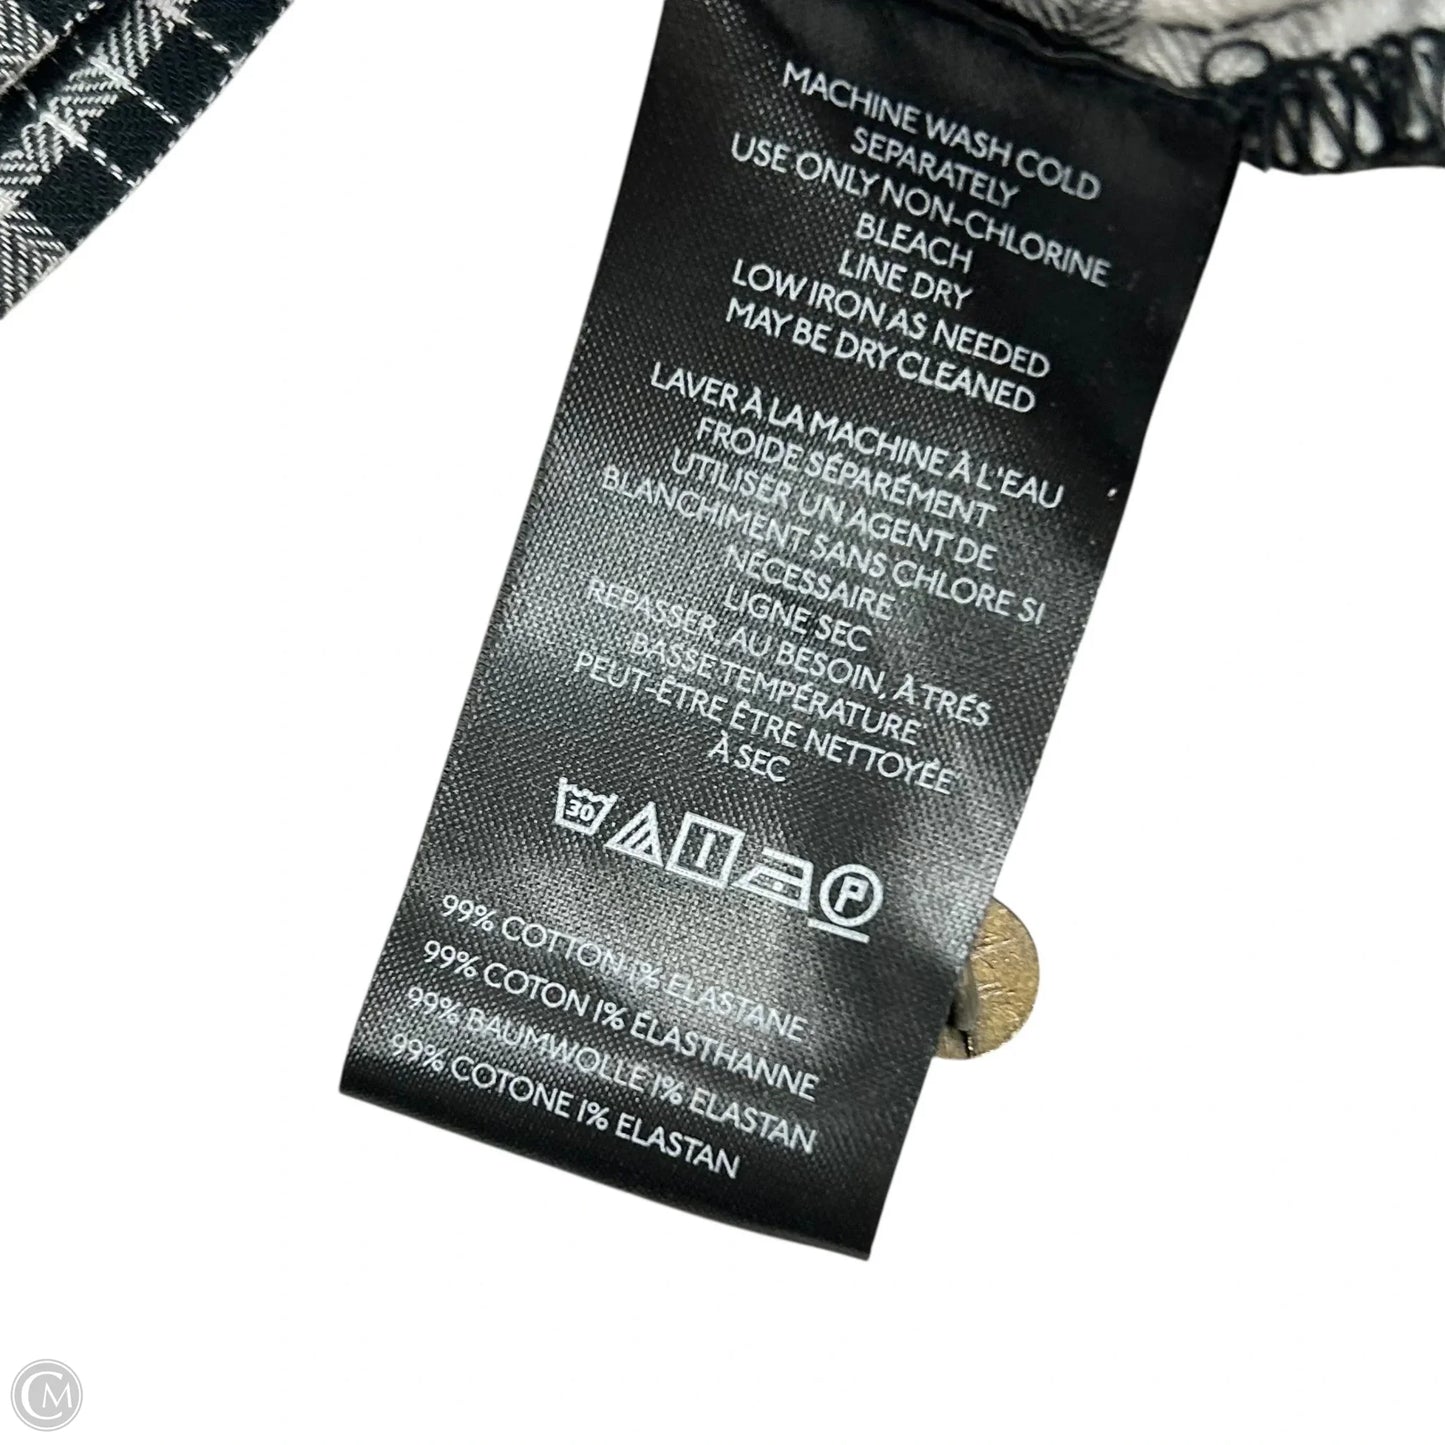 MACHINE WASH COLD
SEPARATELY
USE ONLY NON-CHLORINE
BLEACH
LINE DRY
LOW IRON AS NEEDED
MAY BE DRY CLEANED
LAVER À LA MACHINE À L'EAU
FROIDE SÉPARÉMENT
UTILISER UN AGENT DE
BLANCHIMENT SANS CHLORE SI
NÉCESSAIRE
LIGNE SEC
REPASSER, AU BESOIN, À TRÉS
BASSE TEMPÉRATURE
PEUT-ÊTRE ÊTRE NETTOYÉE
À SEC
30
P
99% COTTON 1% ELASTANE
99% COTON 1% ELASTHANNE
99% BAUMWOLLE 1% ELASTAN
99% COTONE 1% ELASTAN
CM